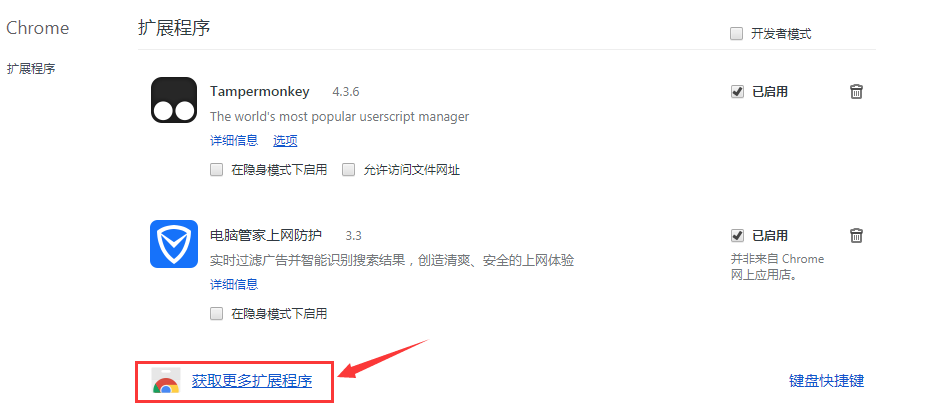 Chrome
扩展程序
开发者模式
扩展程序
Tampermonkey 4.3.6
已启用
The world's most popular userscript manager
详细信息 选项
在隐身模式下启用 允许访问文件网址
电脑管家上网防护 3.3
已启用
实时过滤广告并智能识别搜索结果，创造清爽、安全的上网体验
并非来自 Chrome
网上应用店。
详细信息
在隐身模式下启用
获取更多扩展程序
键盘快捷键